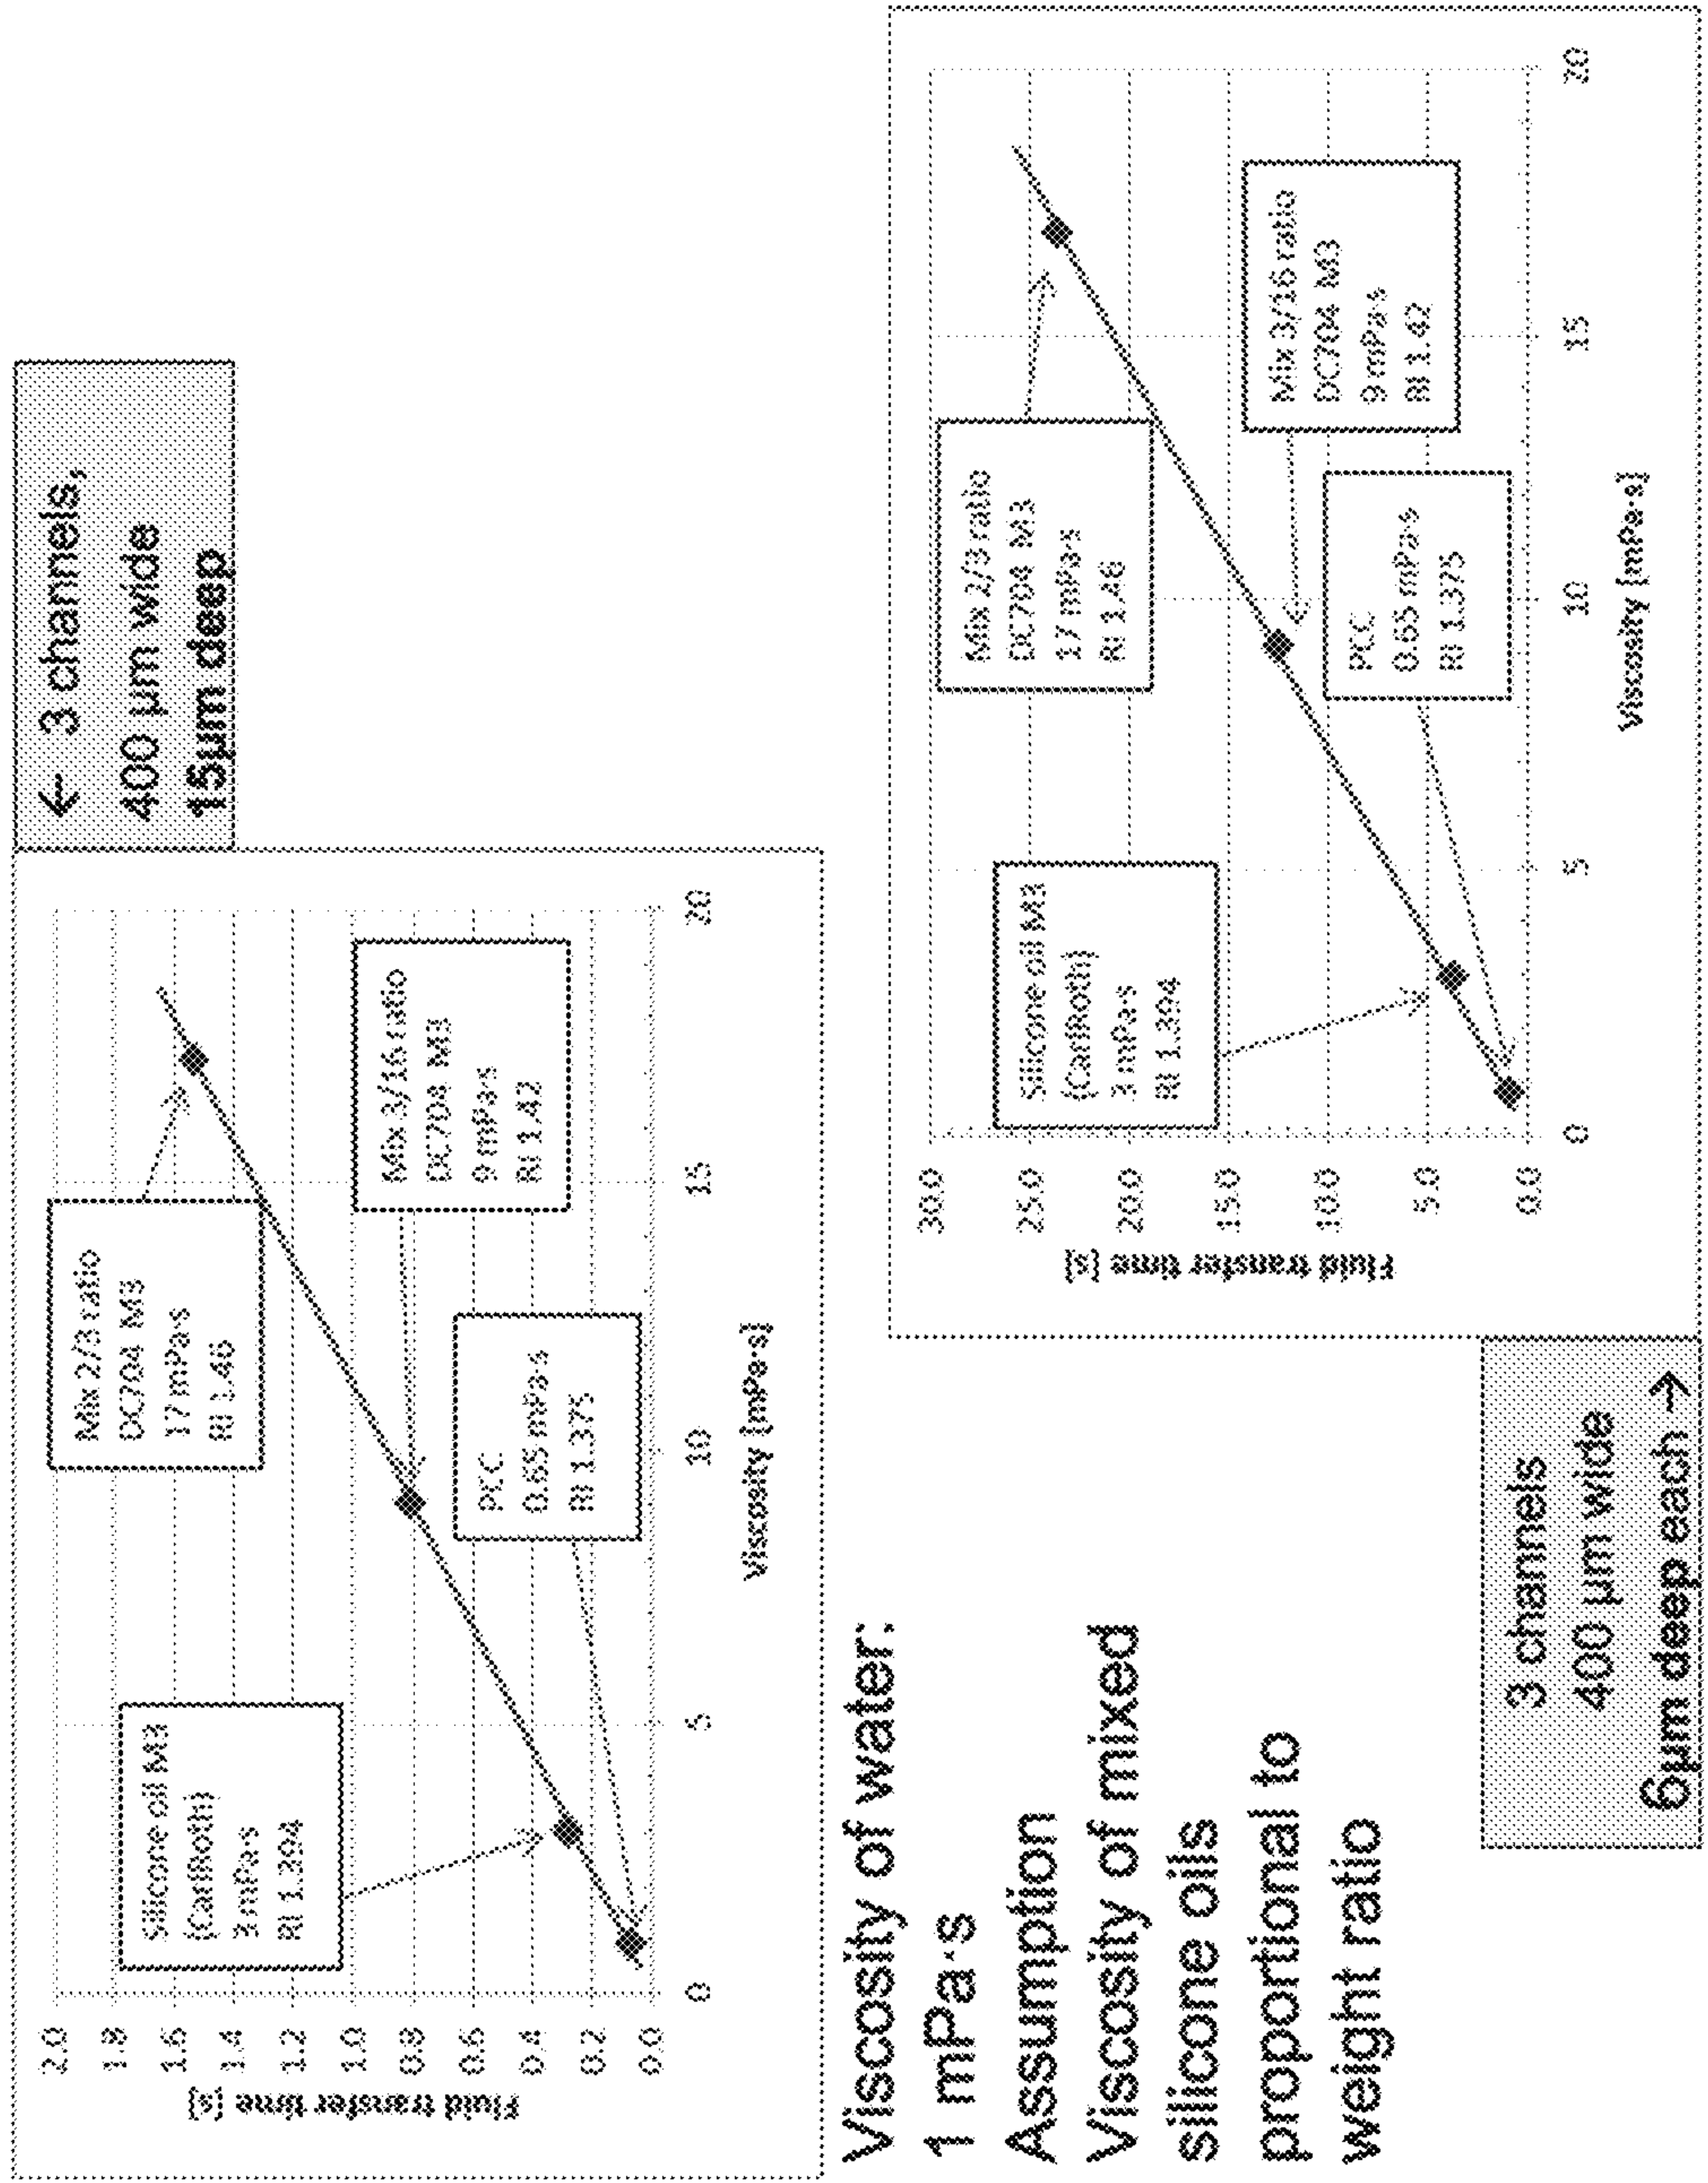 ← 3 channels,
400 µm wide
15µm deep
Fluid transfer time [s]
2.0
1.8
1.6
1.4
1.2
1.0
0.8
0.6
0.4
0.2
0.0
0
5
10
15
20
Viscosity [mPa·s]
Silicone oil M3
(CarlRoth)
3 mPa·s
RI 1.394
Mix 2/3 ratio
DC704 M3
17 mPa·s
RI 1.46
PCC
0.65 mPa·s
RI 1.375
Mix 3/16 ratio
DC704 M3
9 mPa·s
RI 1.42
Viscosity of water:
1 mPa·s
Assumption
Viscosity of mixed
silicone oils
proportional to
weight ratio
3 channels
400 µm wide
6µm deep each →
Fluid transfer time [s]
30.0
25.0
20.0
15.0
10.0
5.0
0.0
0
5
10
15
20
Viscosity [mPa·s]
Silicone oil M3
(CarlRoth)
3 mPa·s
RI 1.394
Mix 2/3 ratio
DC704 M3
17 mPa·s
RI 1.46
PCC
0.65 mPa·s
RI 1.375
Mix 3/16 ratio
DC704 M3
9 mPa·s
RI 1.42